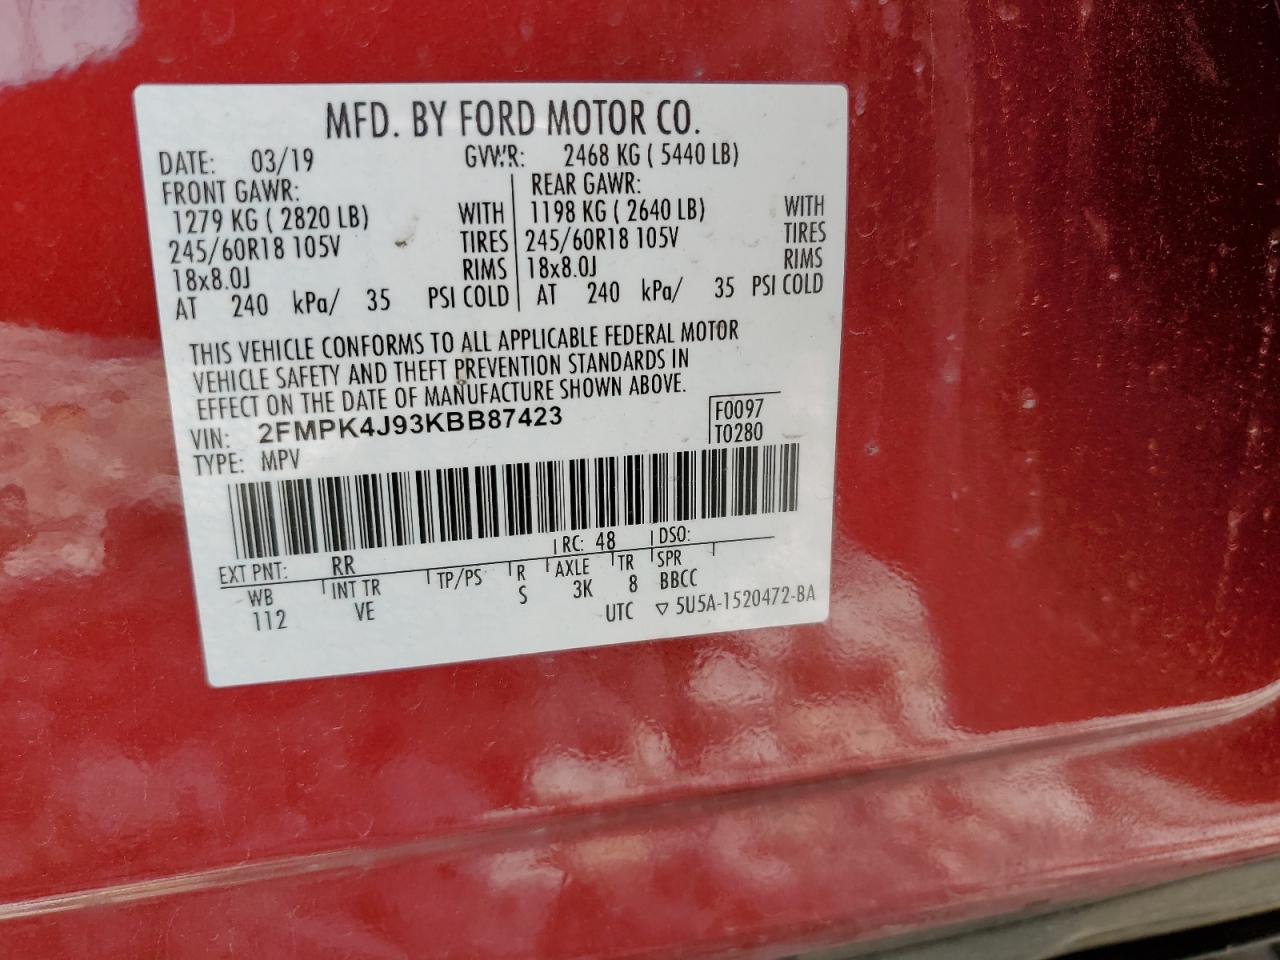 MFD. BY FORD MOTOR CO.
DATE: 03/19 GVWR: 2468 KG ( 5440 LB)
FRONT GAWR: REAR GAWR:
1279 KG ( 2820 LB) WITH 1198 KG ( 2640 LB) WITH
245/60R18 105V TIRES 245/60R18 105V TIRES
18x8.0J RIMS 18x8.0J RIMS
AT 240 kPa/ 35 PSI COLD AT 240 kPa/ 35 PSI COLD
THIS VEHICLE CONFORMS TO ALL APPLICABLE FEDERAL MOTOR
VEHICLE SAFETY AND THEFT PREVENTION STANDARDS IN
EFFECT ON THE DATE OF MANUFACTURE SHOWN ABOVE.
VIN: 2FMPK4J93KBB87423 F0097
TYPE: MPV T0280
EXT PNT: RR RC: 48 DSO:
WB INT TR TP/PS R AXLE TR SPR
112 VE S 3K 8 BBCC
UTC ▽ 5U5A-1520472-BA